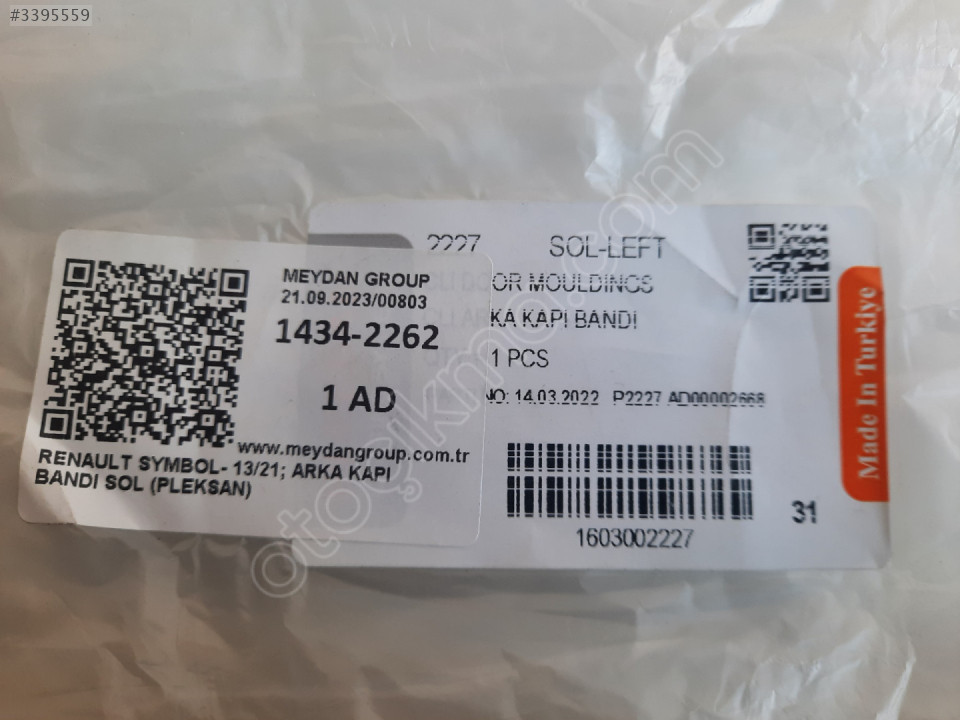 #3395559
MEYDAN GROUP
21.09.2023/00803
1434-2262
1 AD
www.meydangroup.com.tr
RENAULT SYMBOL- 13/21; ARKA KAPI
BANDI SOL (PLEKSAN)
2227 SOL-LEFT
OR MOULDINGS
KA KAPI BANDI
1 PCS
NO: 14.03.2022 P2227 AD00002668
1603002227
31
Made In Turkiye
otoçıkma.com